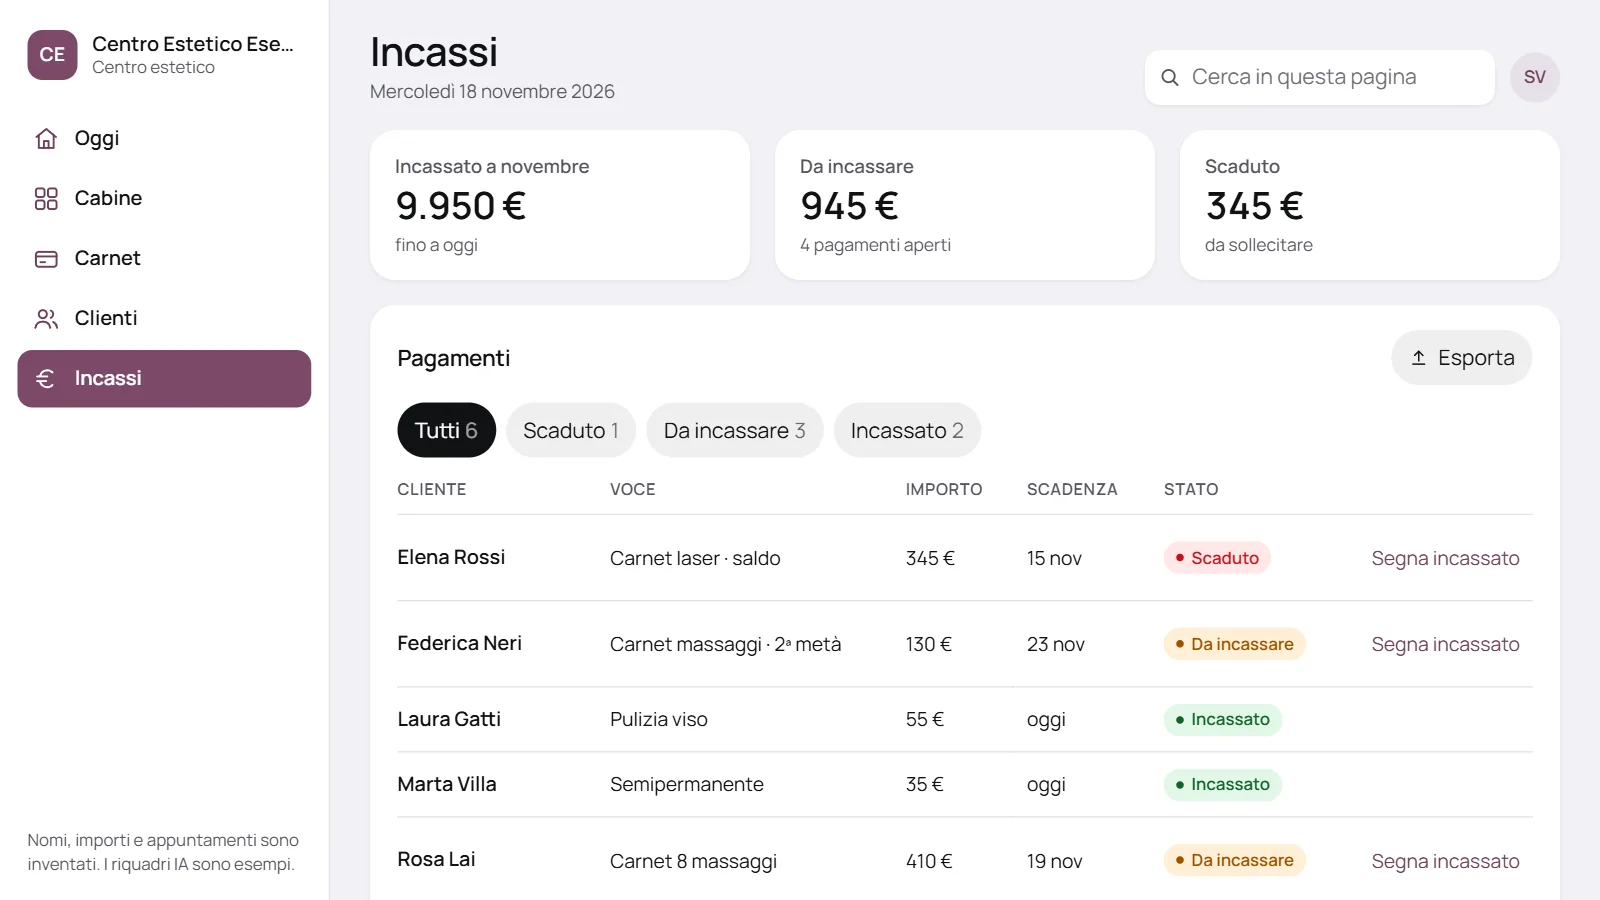 CE
Centro Estetico Ese...
Centro estetico
Oggi
Cabine
Carnet
Clienti
Incassi
Nomi, importi e appuntamenti sono
inventati. I riquadri IA sono esempi.
Incassi
Mercoledì 18 novembre 2026
Cerca in questa pagina
SV
Incassato a novembre
9.950 €
fino a oggi
Da incassare
945 €
4 pagamenti aperti
Scaduto
345 €
da sollecitare
Pagamenti
Esporta
Tutti 6
Scaduto 1
Da incassare 3
Incassato 2
CLIENTE VOCE IMPORTO SCADENZA STATO
Elena Rossi Carnet laser · saldo 345 € 15 nov Scaduto Segna incassato
Federica Neri Carnet massaggi · 2ª metà 130 € 23 nov Da incassare Segna incassato
Laura Gatti Pulizia viso 55 € oggi Incassato
Marta Villa Semipermanente 35 € oggi Incassato
Rosa Lai Carnet 8 massaggi 410 € 19 nov Da incassare Segna incassato